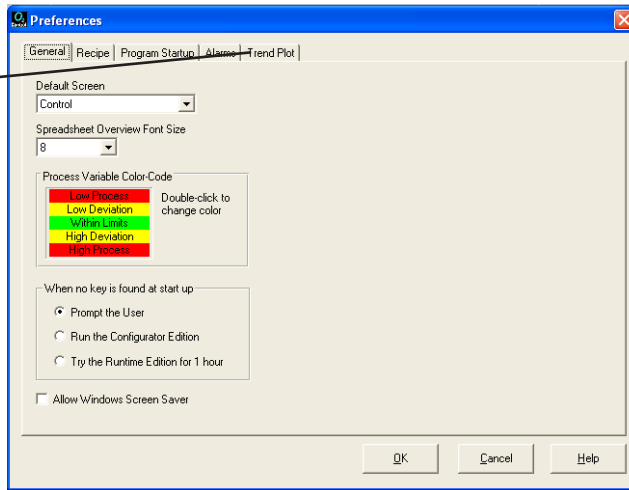 Preferences
General Recipe Program Startup Alarms Trend Plot
Default Screen
Control
Spreadsheet Overview Font Size
8
Process Variable Color-Code
Low Process
Low Deviation
Within Limits
High Deviation
High Process
Double-click to
change color
When no key is found at start up
Prompt the User
Run the Configurator Edition
Try the Runtime Edition for 1 hour
Allow Windows Screen Saver
OK Cancel Help